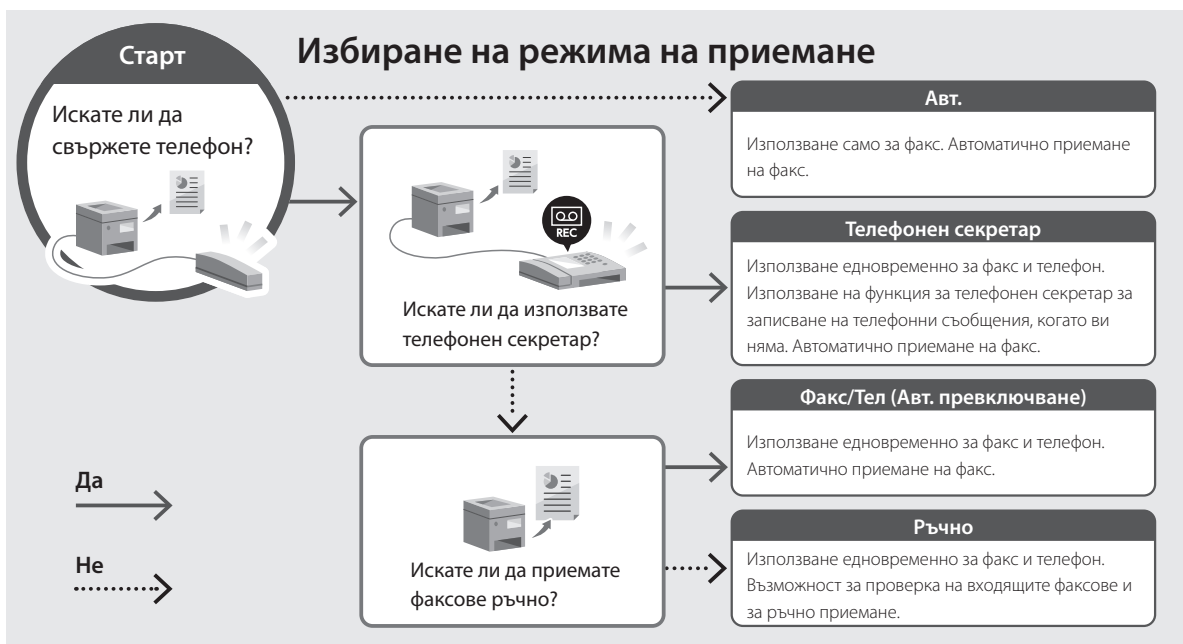 Старт
Избиране на режима на приемане
Искате ли да
свържете телефон?
Авт.
Използване само за факс. Автоматично приемане
на факс.
REC
Искате ли да използвате
телефонен секретар?
Телефонен секретар
Използване едновременно за факс и телефон.
Използване на функция за телефонен секретар за
записване на телефонни съобщения, когато ви
няма. Автоматично приемане на факс.
Факс/Тел (Авт. превключване)
Използване едновременно за факс и телефон.
Автоматично приемане на факс.
Искате ли да приемате
факсове ръчно?
Ръчно
Използване едновременно за факс и телефон.
Възможност за проверка на входящите факсове и
за ръчно приемане.
Да
Не